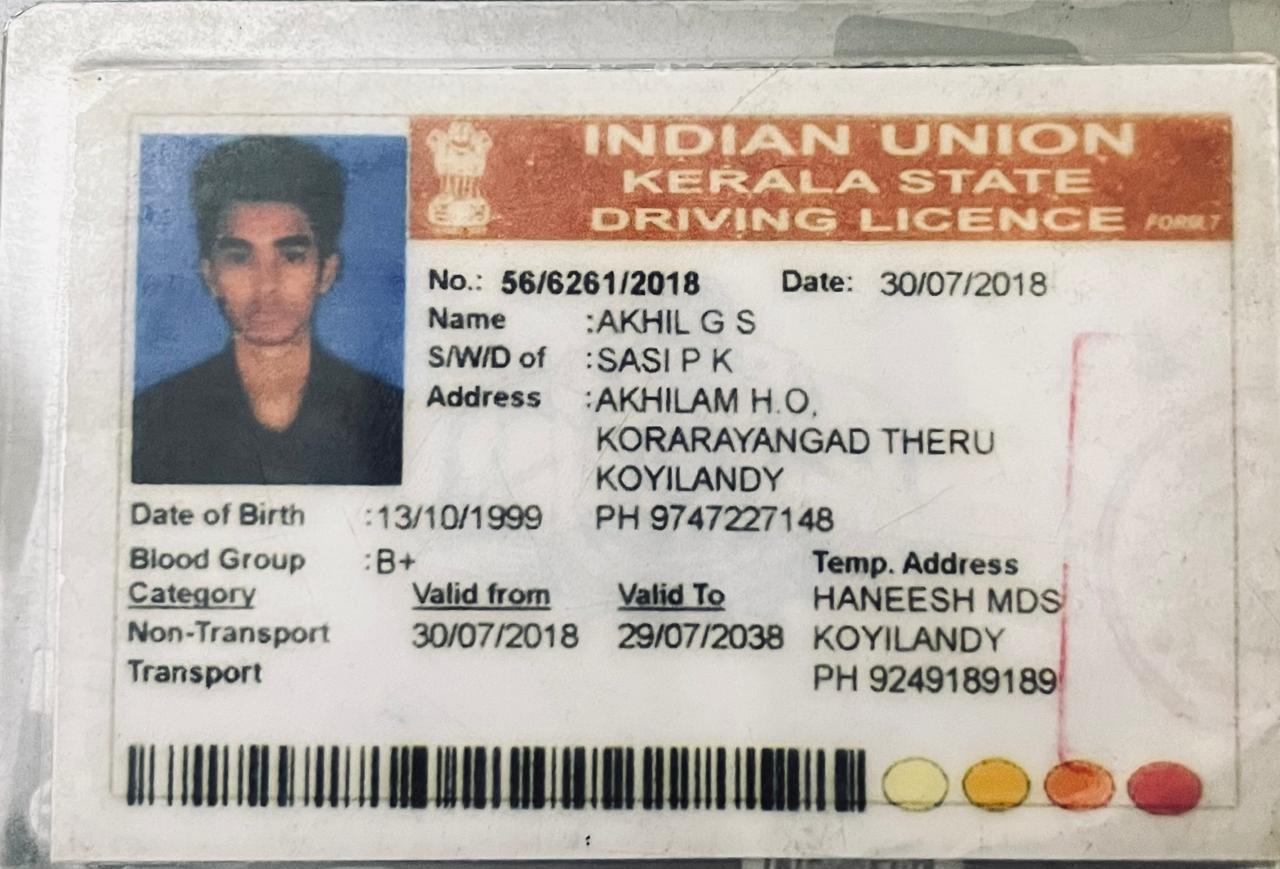 INDIAN UNION
KERALA STATE
DRIVING LICENCE
No.: 56/6261/2018 Date: 30/07/2018
Name :AKHIL G S
S/W/D of :SASI P K
Address :AKHILAM H.O,
KORARAYANGAD THERU
KOYILANDY
Date of Birth :13/10/1999 PH 9747227148
Blood Group :B+ Temp. Address
Category Valid from Valid To HANEESH MDS
Non-Transport 30/07/2018 29/07/2038 KOYILANDY
Transport PH 9249189189